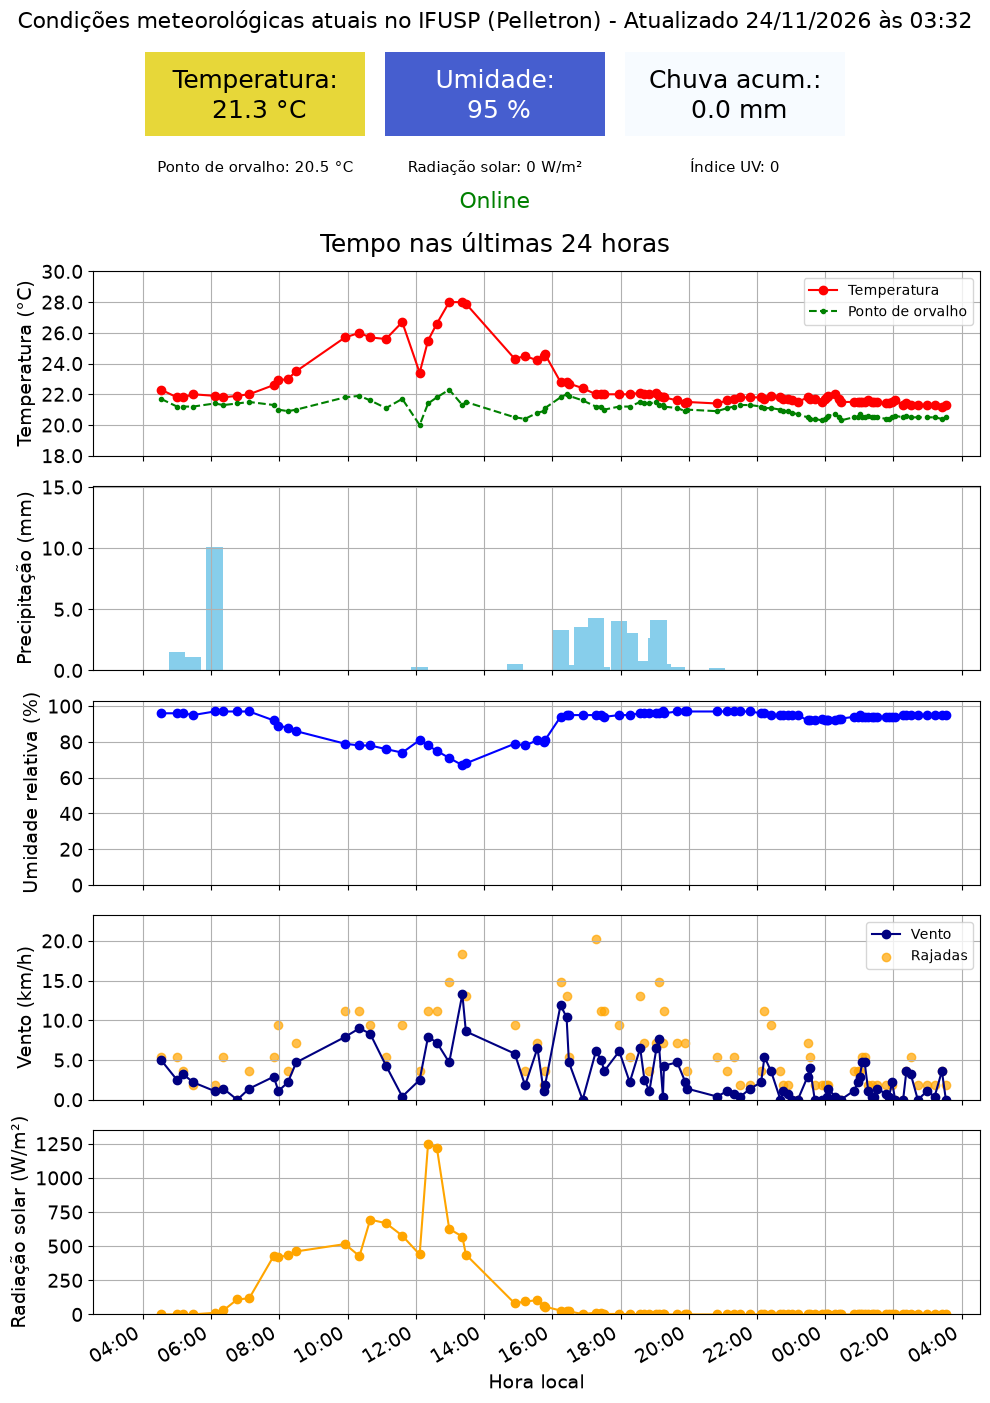 Condições meteorológicas atuais no IFUSP (Pelletron) - Atualizado 24/11/2026 às 03:32
Temperatura:
21.3 °C
Umidade:
95 %
Chuva acum.:
0.0 mm
Ponto de orvalho: 20.5 °C
Radiação solar: 0 W/m²
Índice UV: 0
Online
Tempo nas últimas 24 horas
Temperatura (°C)
30.0
28.0
26.0
24.0
22.0
20.0
18.0
Temperatura
Ponto de orvalho
Precipitação (mm)
15.0
10.0
5.0
0.0
Umidade relativa (%)
100
80
60
40
20
0
Vento (km/h)
20.0
15.0
10.0
5.0
0.0
Vento
Rajadas
Radiação solar (W/m²)
1250
1000
750
500
250
0
04:00
06:00
08:00
10:00
12:00
14:00
16:00
18:00
20:00
22:00
00:00
02:00
04:00
Hora local